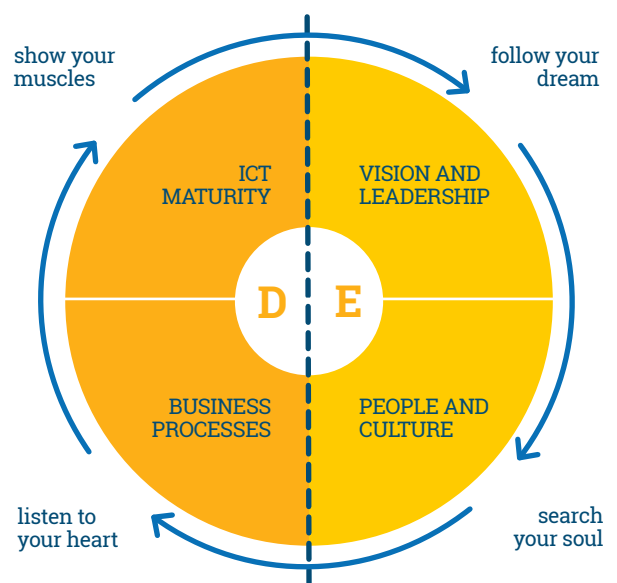 show your
muscles
follow your
dream
ICT
MATURITY
VISION AND
LEADERSHIP
D
E
BUSINESS
PROCESSES
PEOPLE AND
CULTURE
listen to
your heart
search
your soul